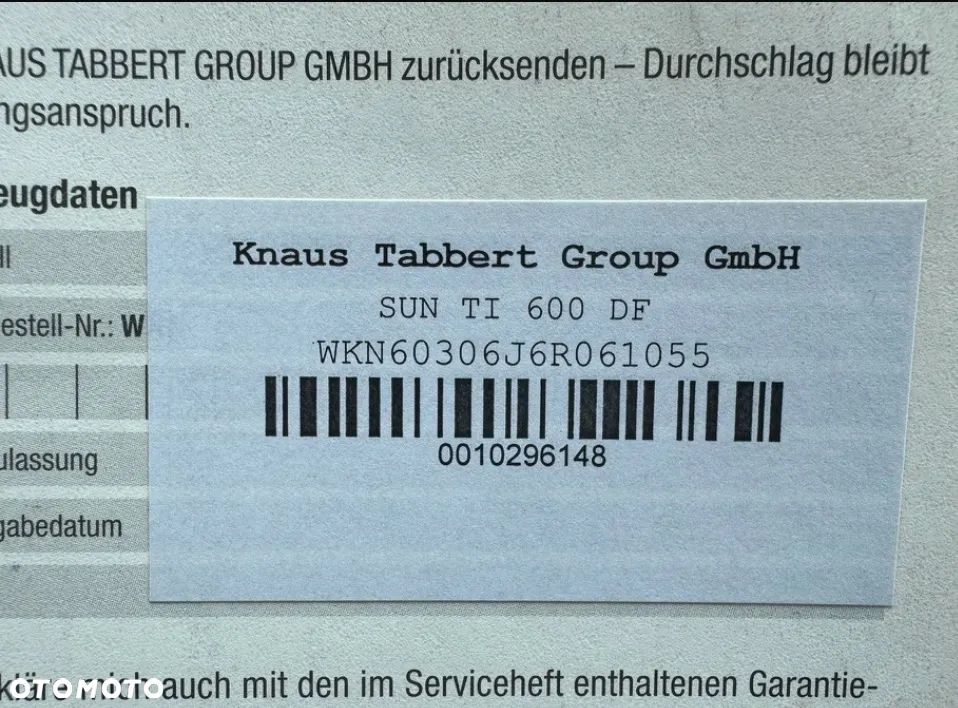 AUS TABBERT GROUP GMBH zurücksenden – Durchschlag bleibt
ngsanspruch.
eugdaten
Knaus Tabbert Group GmbH
ll
SUN TI 600 DF
estell-Nr.: W
WKN60306J6R061055
0010296148
ulassung
gabedatum
auch mit den im Serviceheft enthaltenen Garantie-
OTOMOTO